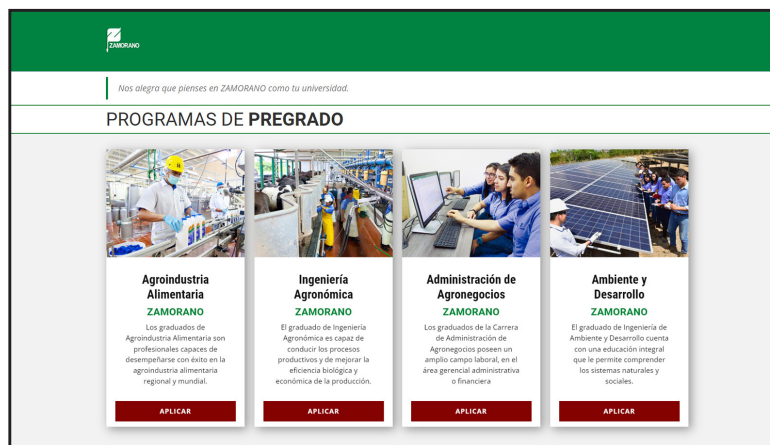 ZAMORANO
Nos alegra que pienses en ZAMORANO como tu universidad.
PROGRAMAS DE PREGRADO
Agroindustria
Alimentaria
ZAMORANO
Los graduados de
Agroindustria Alimentaria son
profesionales capaces de
desempeñarse con éxito en la
agroindustria alimentaria
regional y mundial.
APLICAR
Ingeniería
Agronómica
ZAMORANO
El graduado de Ingeniería
Agronómica es capaz de
conducir los procesos
productivos y de mejorar la
eficiencia biológica y
económica de la producción.
APLICAR
Administración de
Agronegocios
ZAMORANO
Los graduados de la Carrera
de Administración de
Agronegocios poseen un
amplio campo laboral, en el
área gerencial administrativa
o financiera
APLICAR
Ambiente y
Desarrollo
ZAMORANO
El graduado de Ingeniería de
Ambiente y Desarrollo cuenta
con una educación integral
que le permite comprender
los sistemas naturales y
sociales.
APLICAR